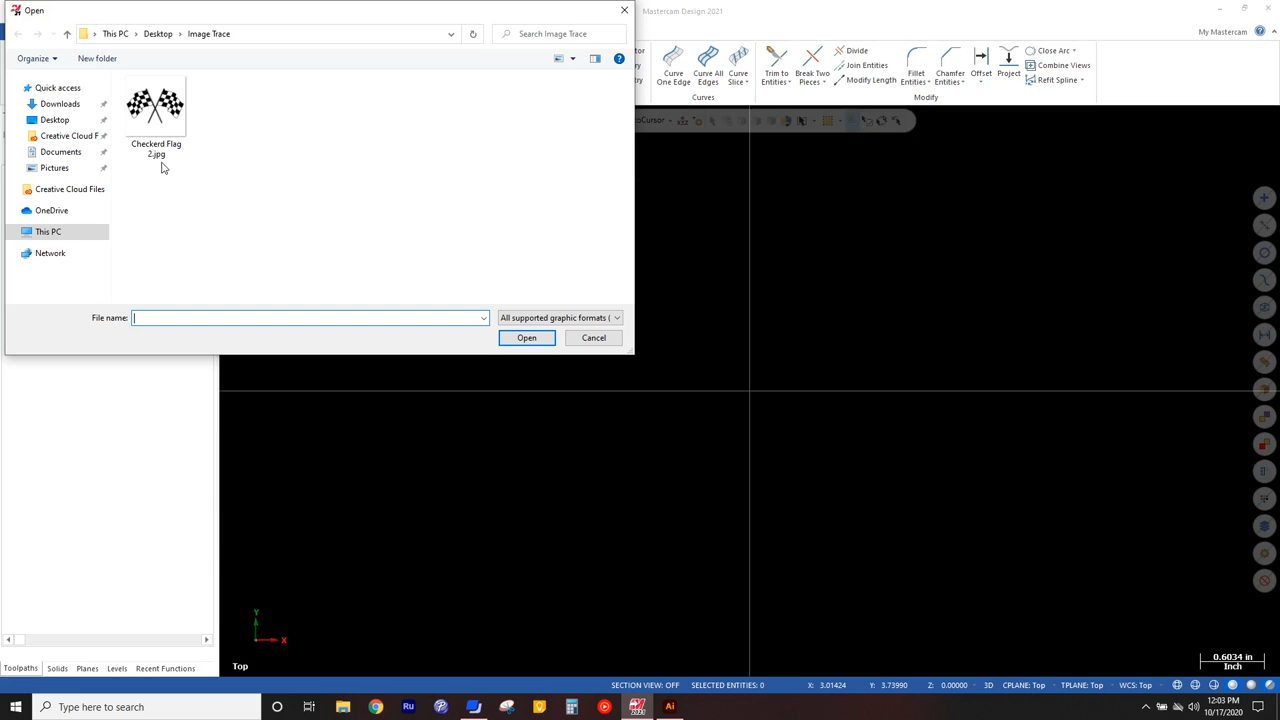 Open
Mastercam Design 2021
This PC
Desktop
Image Trace
Search Image Trace
My Mastercam
Organize
New folder
Quick access
Downloads
Desktop
Creative Cloud F
Documents
Pictures
Creative Cloud Files
OneDrive
This PC
Network
Checkerd Flag
2.jpg
File name:
All supported graphic formats (
Open
Cancel
Curve
One Edge
Curve All
Edges
Curve
Slice
Curves
Trim to
Entities
Break Two
Pieces
Divide
Join Entities
Modify Length
Fillet
Entities
Chamfer
Entities
Offset
Project
Close Arc
Combine Views
Refit Spline
Modify
oCursor
Y
X
Top
0.6034 in
Inch
Toolpaths
Solids
Planes
Levels
Recent Functions
SECTION VIEW: OFF
SELECTED ENTITIES: 0
X: 3.01424
Y: 3.73990
Z: 0.00000
3D
CPLANE: Top
TPLANE: Top
WCS: Top
Type here to search
Ru
Ai
12:03 PM
10/17/2020